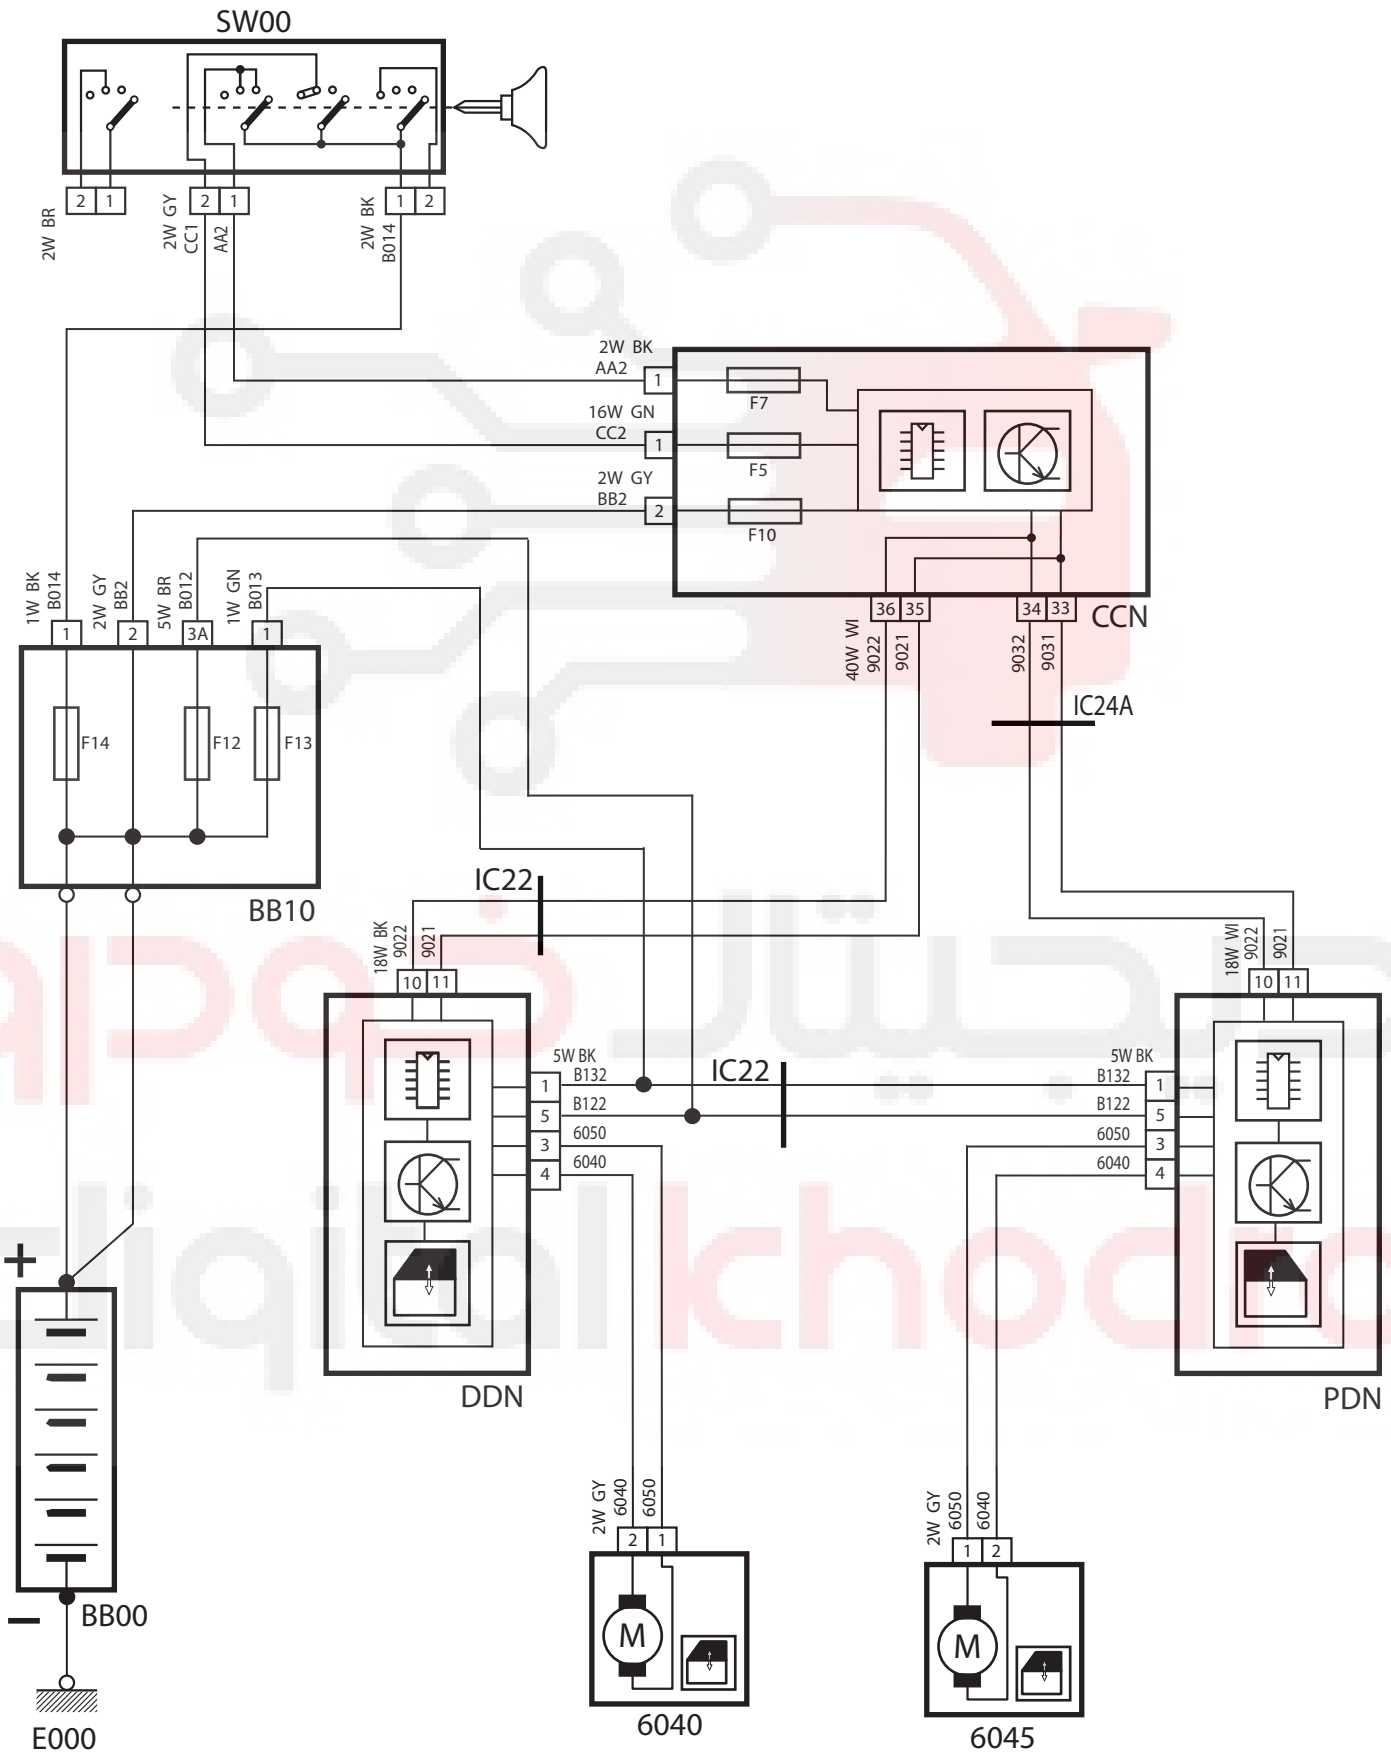 SW00
2 1
2 1
1 2
2W BR
2W GY
CC1
AA2
2W BK
B014
2W BK
AA2
1
F7
16W GN
CC2
1
F5
2W GY
BB2
2
F10
1W BK
B014
2W GY
BB2
5W BR
B012
1W GN
B013
1 2 3A 1
36 35 34 33
CCN
40W WI
9022
9021
9032
9031
IC24A
F14
F12
F13
BB10
IC22
18W BK
9022
9021
10 11
18W WI
9022
9021
10 11
5W BK
1 B132
5 B122
3 6050
4 6040
IC22
5W BK
B132 1
B122 5
6050 3
6040 4
دیجیتال خودرو
digital khodro
+
DDN
PDN
2W GY
6040
6050
2 1
2W GY
6050
6040
1 2
BB00
–
M
M
6040
6045
E000